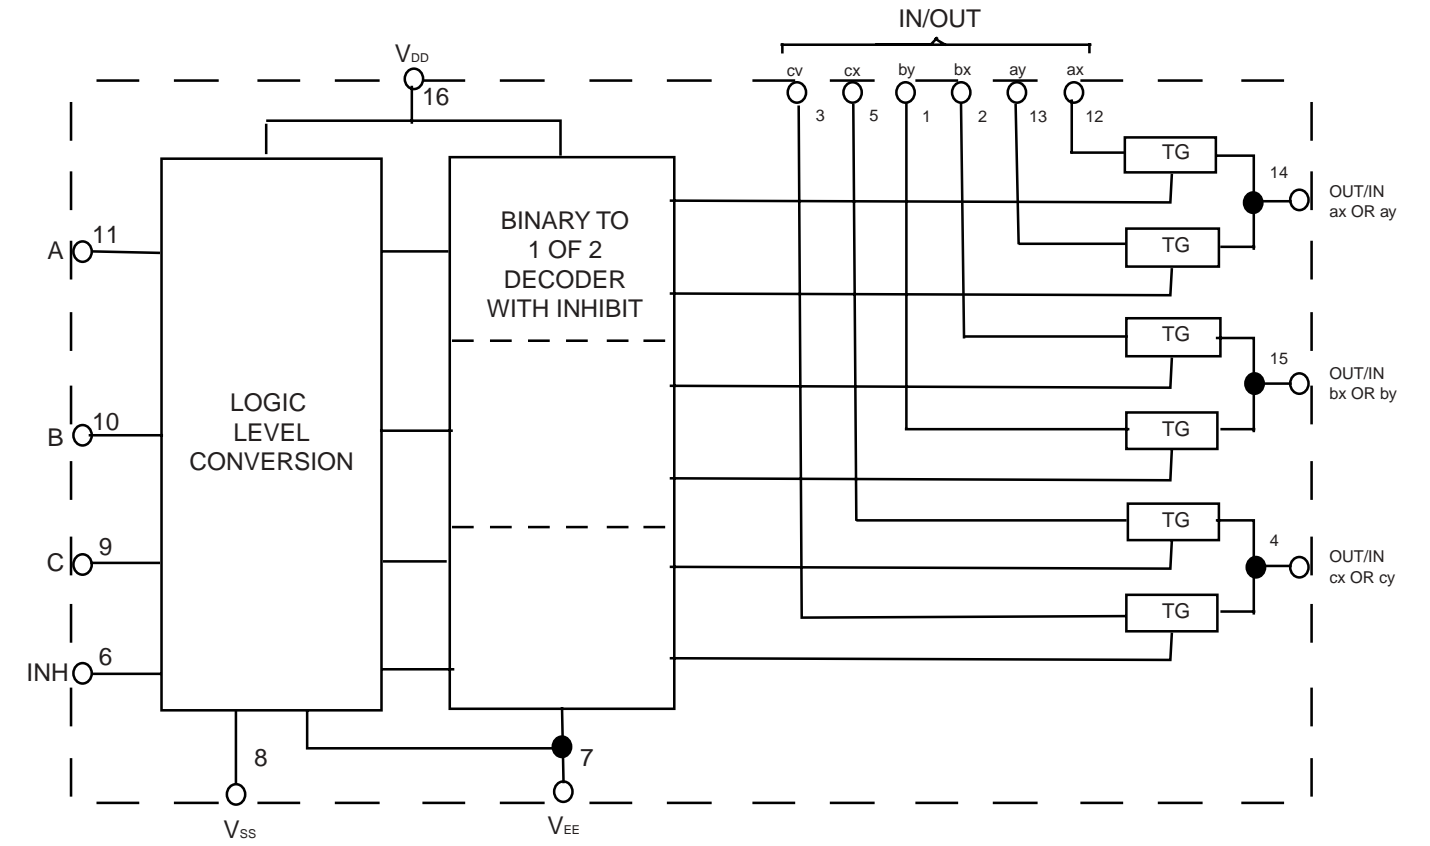 IN/OUT
VDD
16
cv cx by bx ay ax
3 5 1 2 13 12
TG
14
OUT/IN
ax OR ay
TG
A 11
BINARY TO
1 OF 2
DECODER
WITH INHIBIT
TG
15
OUT/IN
bx OR by
TG
B 10
LOGIC
LEVEL
CONVERSION
TG
4
OUT/IN
cx OR cy
TG
C 9
INH 6
8
7
VSS
VEE